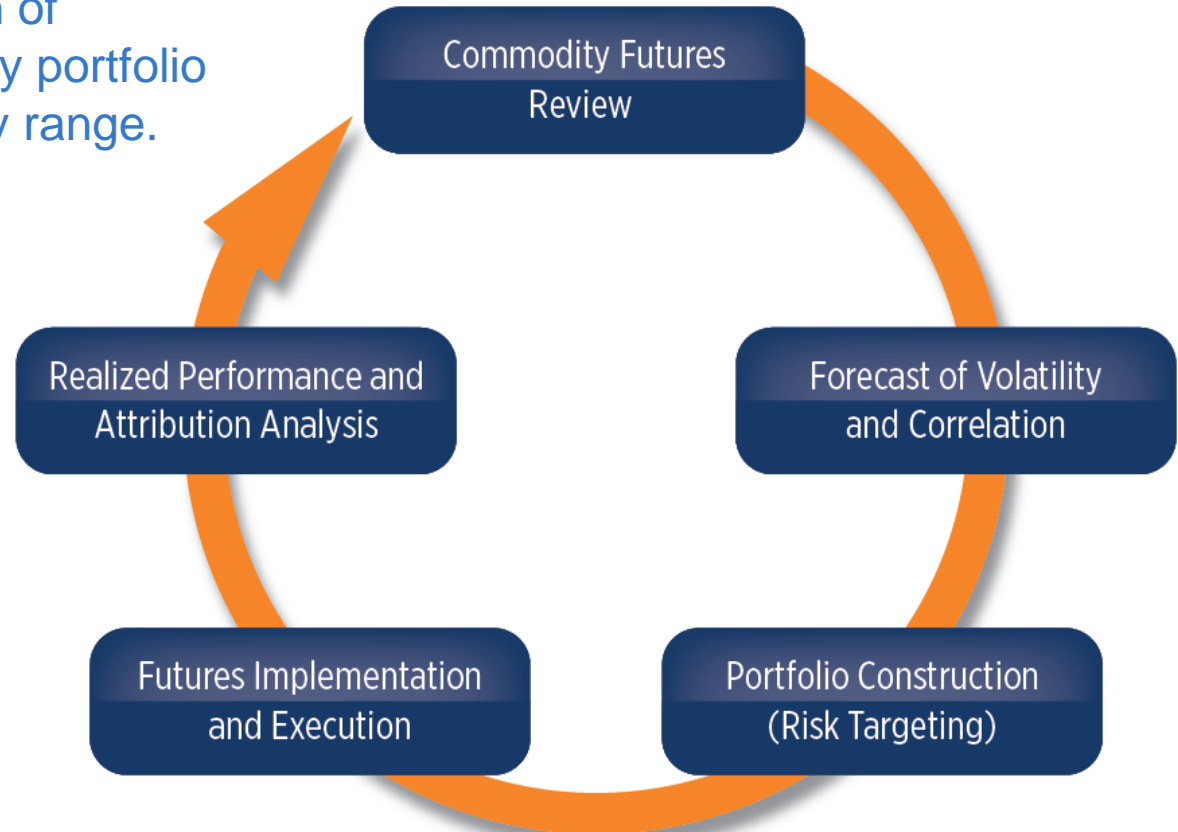 of
y portfolio
y range.
Commodity Futures
Review
Forecast of Volatility
and Correlation
Portfolio Construction
(Risk Targeting)
Futures Implementation
and Execution
Realized Performance and
Attribution Analysis